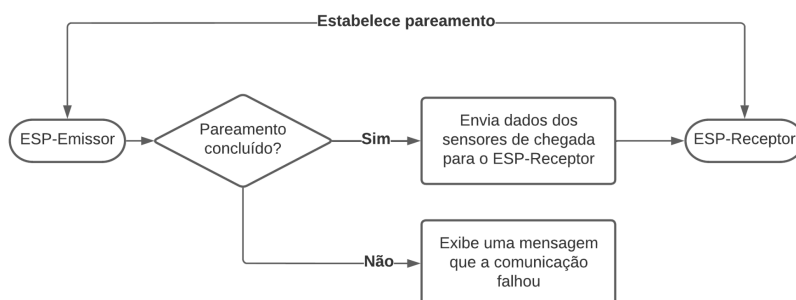 Estabelece pareamento
ESP-Emissor
Pareamento
concluído?
Sim
Envia dados dos
sensores de chegada
para o ESP-Receptor
ESP-Receptor
Não
Exibe uma mensagem
que a comunicação
falhou